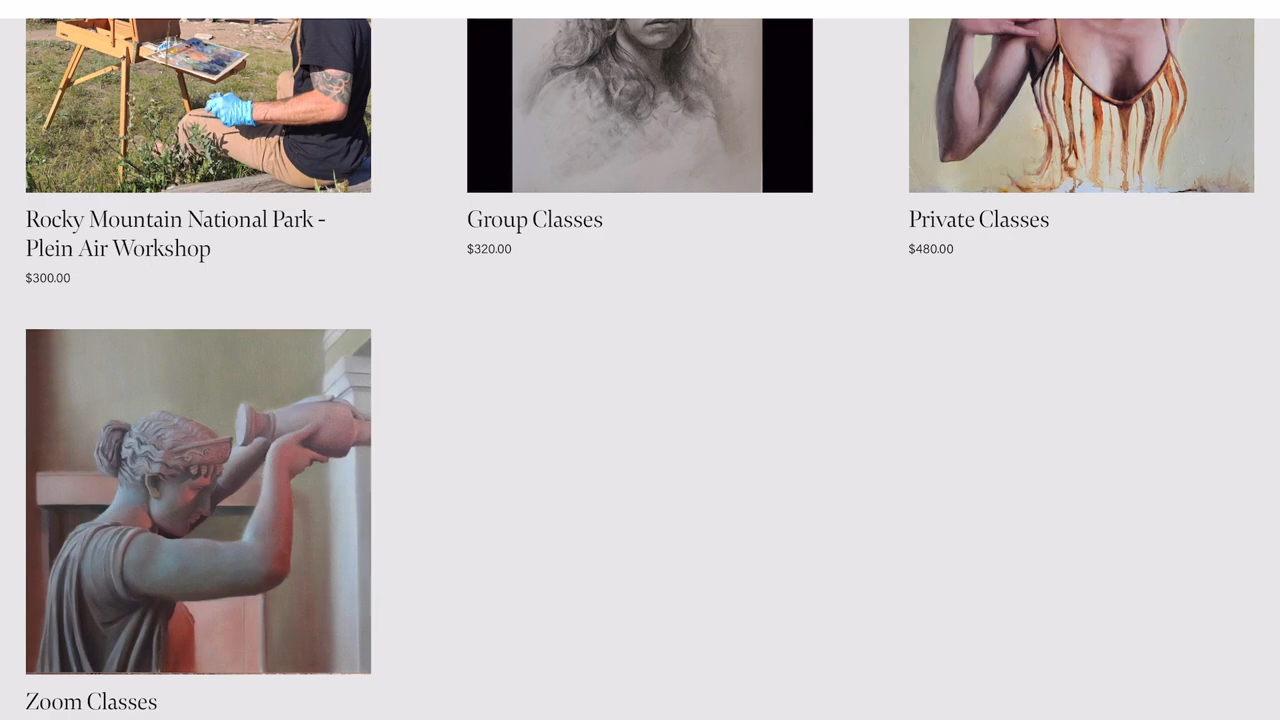 Rocky Mountain National Park -
Plein Air Workshop
$300.00
Group Classes
$320.00
Private Classes
$480.00
Zoom Classes